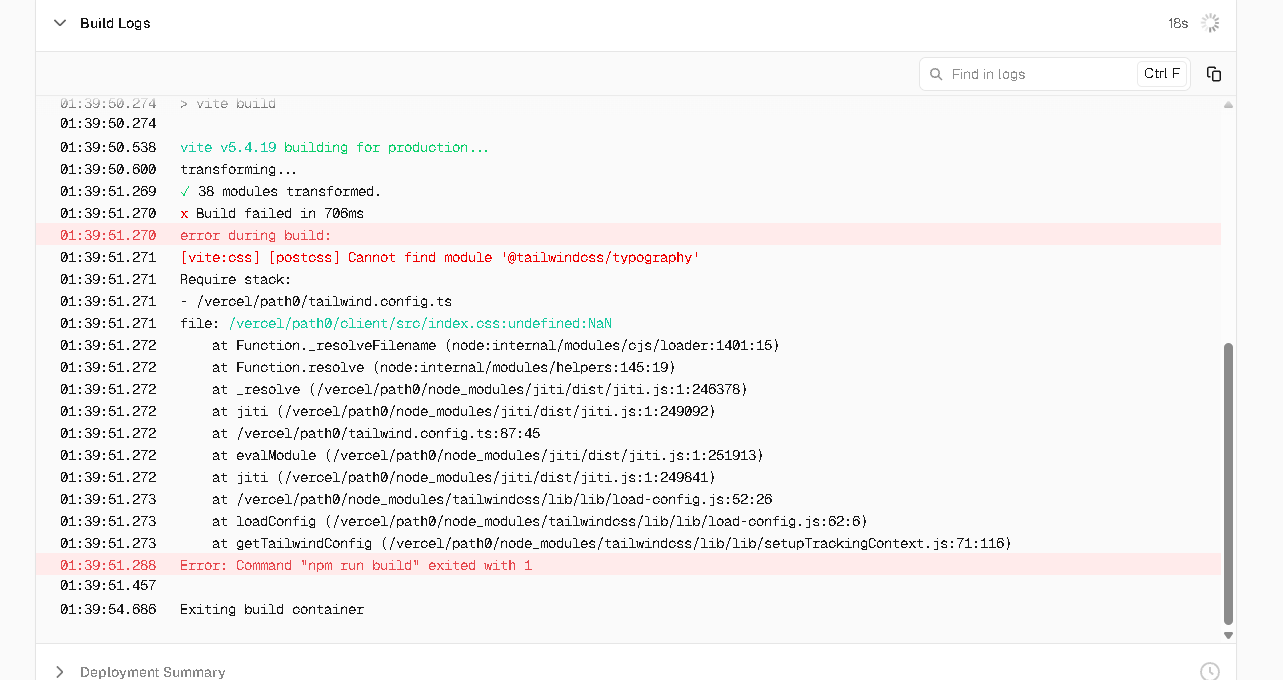 Build Logs 18s
Find in logs Ctrl F
01:39:50.274 > vite build
01:39:50.274
01:39:50.538 vite v5.4.19 building for production...
01:39:50.600 transforming...
01:39:51.269 ✓ 38 modules transformed.
01:39:51.270 x Build failed in 706ms
01:39:51.270 error during build:
01:39:51.271 [vite:css] [postcss] Cannot find module '@tailwindcss/typography'
01:39:51.271 Require stack:
01:39:51.271 - /vercel/path0/tailwind.config.ts
01:39:51.271 file: /vercel/path0/client/src/index.css:undefined:NaN
01:39:51.272 at Function._resolveFilename (node:internal/modules/cjs/loader:1401:15)
01:39:51.272 at Function.resolve (node:internal/modules/helpers:145:19)
01:39:51.272 at _resolve (/vercel/path0/node_modules/jiti/dist/jiti.js:1:246378)
01:39:51.272 at jiti (/vercel/path0/node_modules/jiti/dist/jiti.js:1:249092)
01:39:51.272 at /vercel/path0/tailwind.config.ts:87:45
01:39:51.272 at evalModule (/vercel/path0/node_modules/jiti/dist/jiti.js:1:251913)
01:39:51.272 at jiti (/vercel/path0/node_modules/jiti/dist/jiti.js:1:249841)
01:39:51.273 at /vercel/path0/node_modules/tailwindcss/lib/lib/load-config.js:52:26
01:39:51.273 at loadConfig (/vercel/path0/node_modules/tailwindcss/lib/lib/load-config.js:62:6)
01:39:51.273 at getTailwindConfig (/vercel/path0/node_modules/tailwindcss/lib/lib/setupTrackingContext.js:71:116)
01:39:51.288 Error: Command "npm run build" exited with 1
01:39:51.457
01:39:54.686 Exiting build container
Deployment Summary